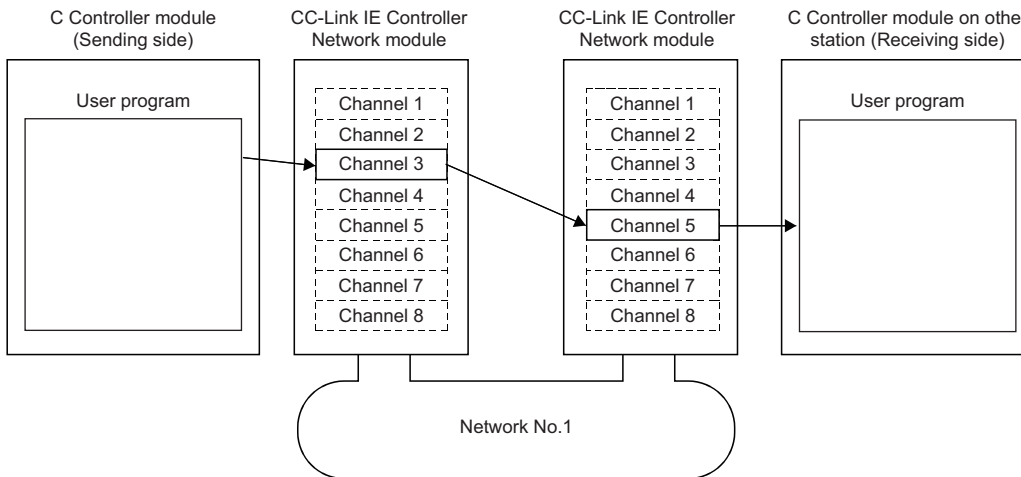 C Controller module
(Sending side)
CC-Link IE Controller
Network module
CC-Link IE Controller
Network module
C Controller module on othe
station (Receiving side)
User program
Channel 1
Channel 2
Channel 3
Channel 4
Channel 5
Channel 6
Channel 7
Channel 8
Channel 1
Channel 2
Channel 3
Channel 4
Channel 5
Channel 6
Channel 7
Channel 8
User program
Network No.1